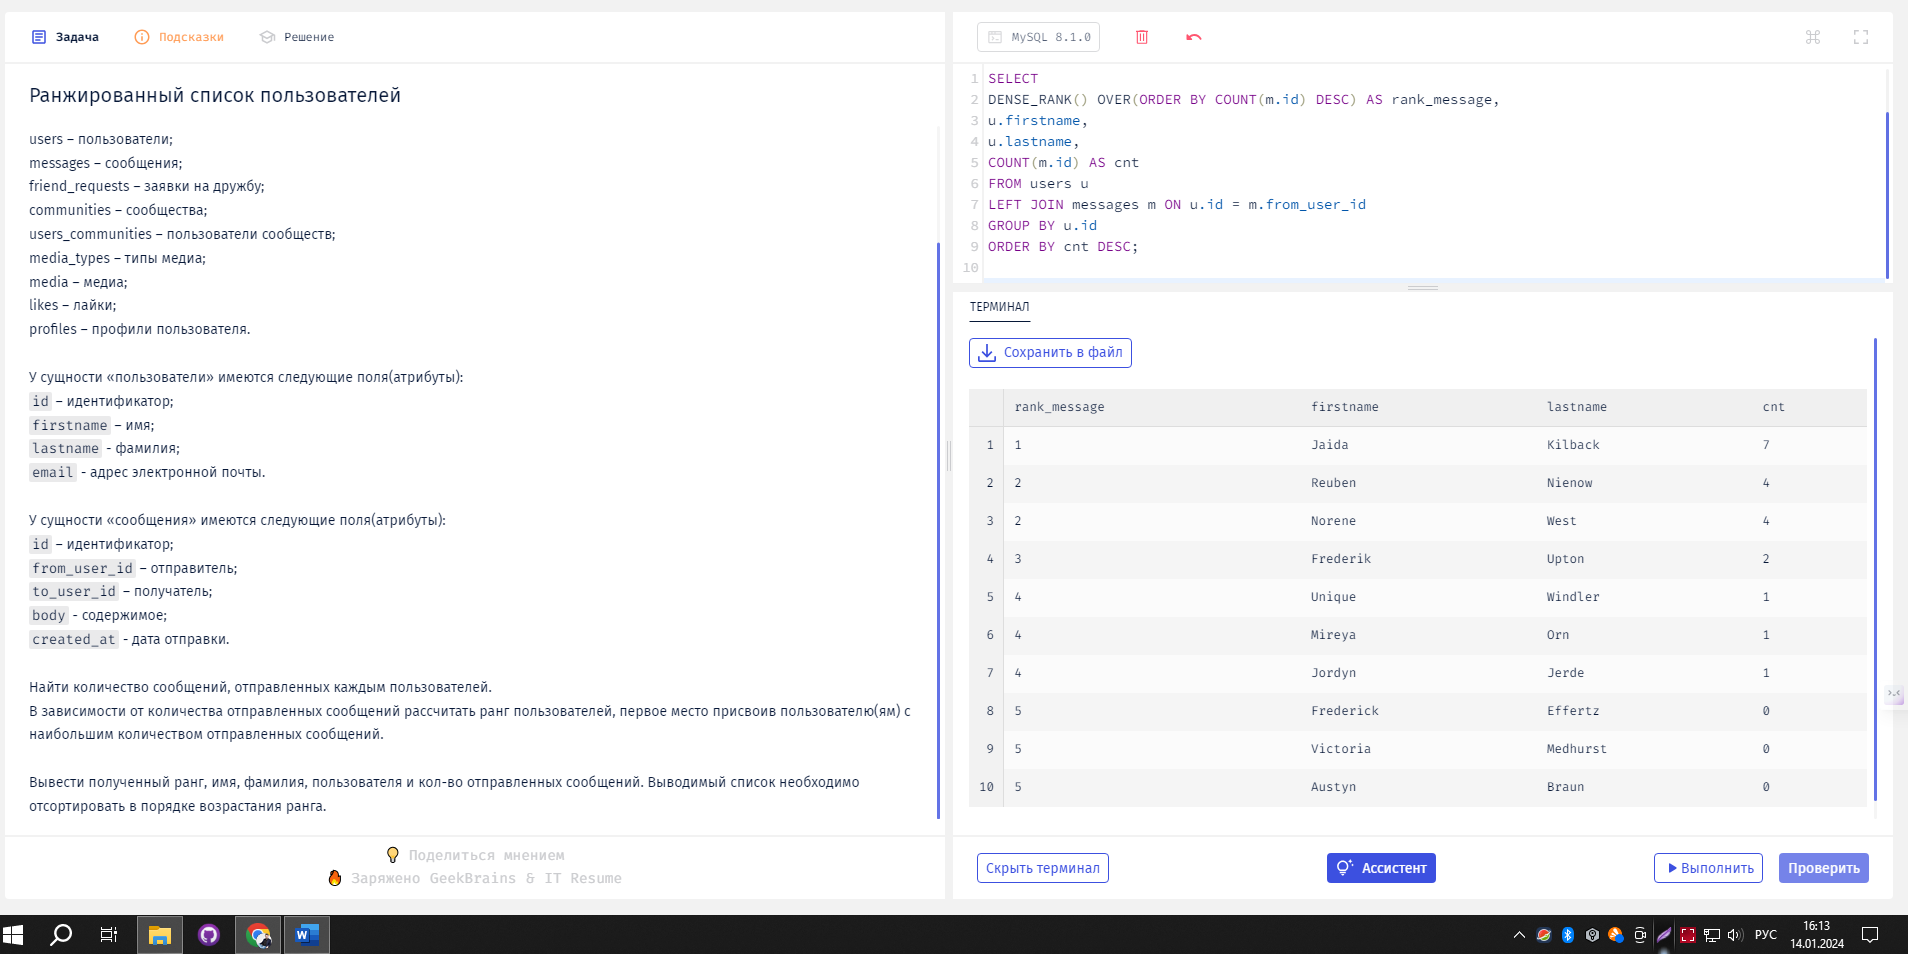 Задача Подсказки Решение
Ранжированный список пользователей
users – пользователи;
messages – сообщения;
friend_requests – заявки на дружбу;
communities – сообщества;
users_communities – пользователи сообществ;
media_types – типы медиа;
media – медиа;
likes – лайки;
profiles – профили пользователя.
У сущности «пользователи» имеются следующие поля(атрибуты):
id – идентификатор;
firstname – имя;
lastname - фамилия;
email - адрес электронной почты.
У сущности «сообщения» имеются следующие поля(атрибуты):
id – идентификатор;
from_user_id – отправитель;
to_user_id – получатель;
body - содержимое;
created_at - дата отправки.
Найти количество сообщений, отправленных каждым пользователей.
В зависимости от количества отправленных сообщений рассчитать ранг пользователей, первое место присвоив пользователю(ям) с
наибольшим количеством отправленных сообщений.
Вывести полученный ранг, имя, фамилия, пользователя и кол-во отправленных сообщений. Выводимый список необходимо
отсортировать в порядке возрастания ранга.
Поделиться мнением
Заряжено GeekBrains & IT Resume
MySQL 8.1.0
1 SELECT
2 DENSE_RANK() OVER(ORDER BY COUNT(m.id) DESC) AS rank_message,
3 u.firstname,
4 u.lastname,
5 COUNT(m.id) AS cnt
6 FROM users u
7 LEFT JOIN messages m ON u.id = m.from_user_id
8 GROUP BY u.id
9 ORDER BY cnt DESC;
10
ТЕРМИНАЛ
Сохранить в файл
rank_message firstname lastname cnt
1 1 Jaida Kilback 7
2 2 Reuben Nienow 4
3 2 Norene West 4
4 3 Frederik Upton 2
5 4 Unique Windler 1
6 4 Mireya Orn 1
7 4 Jordyn Jerde 1
8 5 Frederick Effertz 0
9 5 Victoria Medhurst 0
10 5 Austyn Braun 0
Скрыть терминал Ассистент Выполнить Проверить
W РУС 16:13
14.01.2024